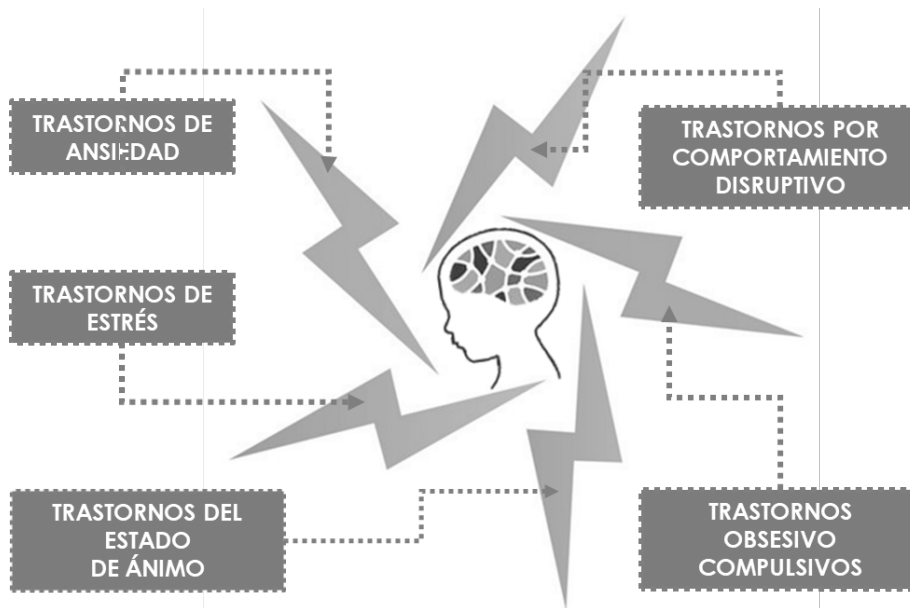 TRASTORNOS DE
ANSIEDAD
TRASTORNOS POR
COMPORTAMIENTO
DISRUPTIVO
TRASTORNOS DE
ESTRÉS
TRASTORNOS DEL
ESTADO
DE ÁNIMO
TRASTORNOS
OBSESIVO
COMPULSIVOS